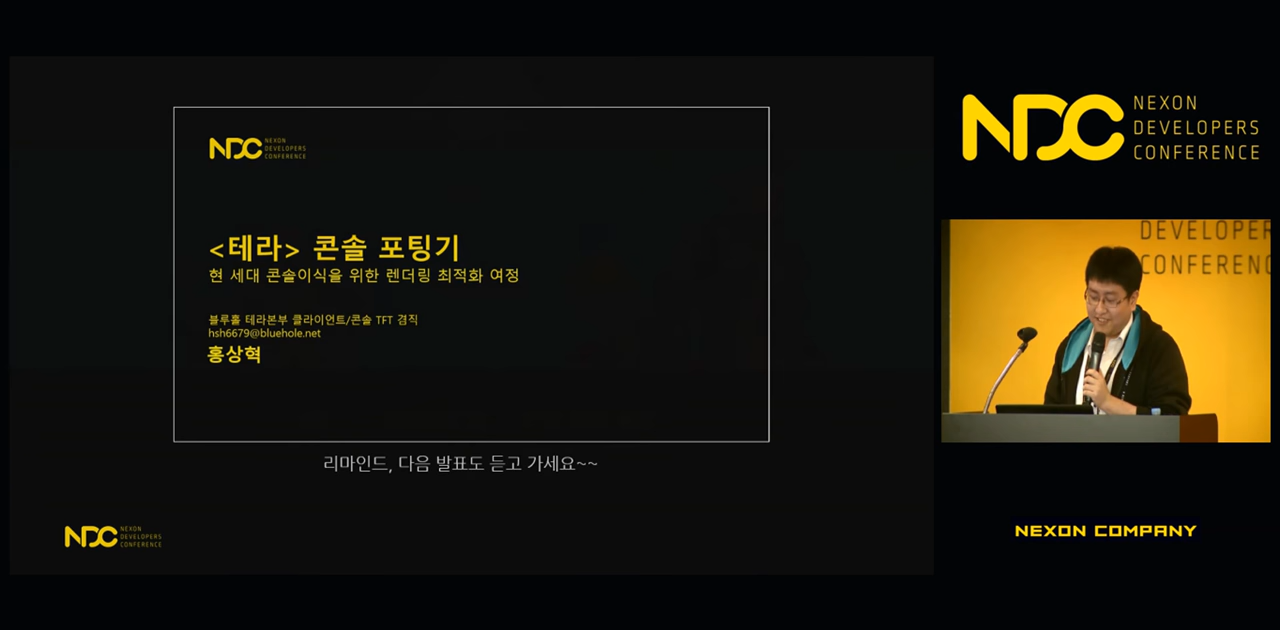 NDC NEXON
DEVELOPERS
CONFERENCE
<테라> 콘솔 포팅기
현 세대 콘솔이식을 위한 렌더링 최적화 여정
블루홀 테라본부 클라이언트/콘솔 TFT 겸직
hsh6679@bluehole.net
홍상혁
리마인드, 다음 발표도 듣고 가세요~~
NDC NEXON
DEVELOPERS
CONFERENCE
NDC NEXON
DEVELOPERS
CONFERENCE
DEVELOPER
CONFERENC
NEXON COMPANY